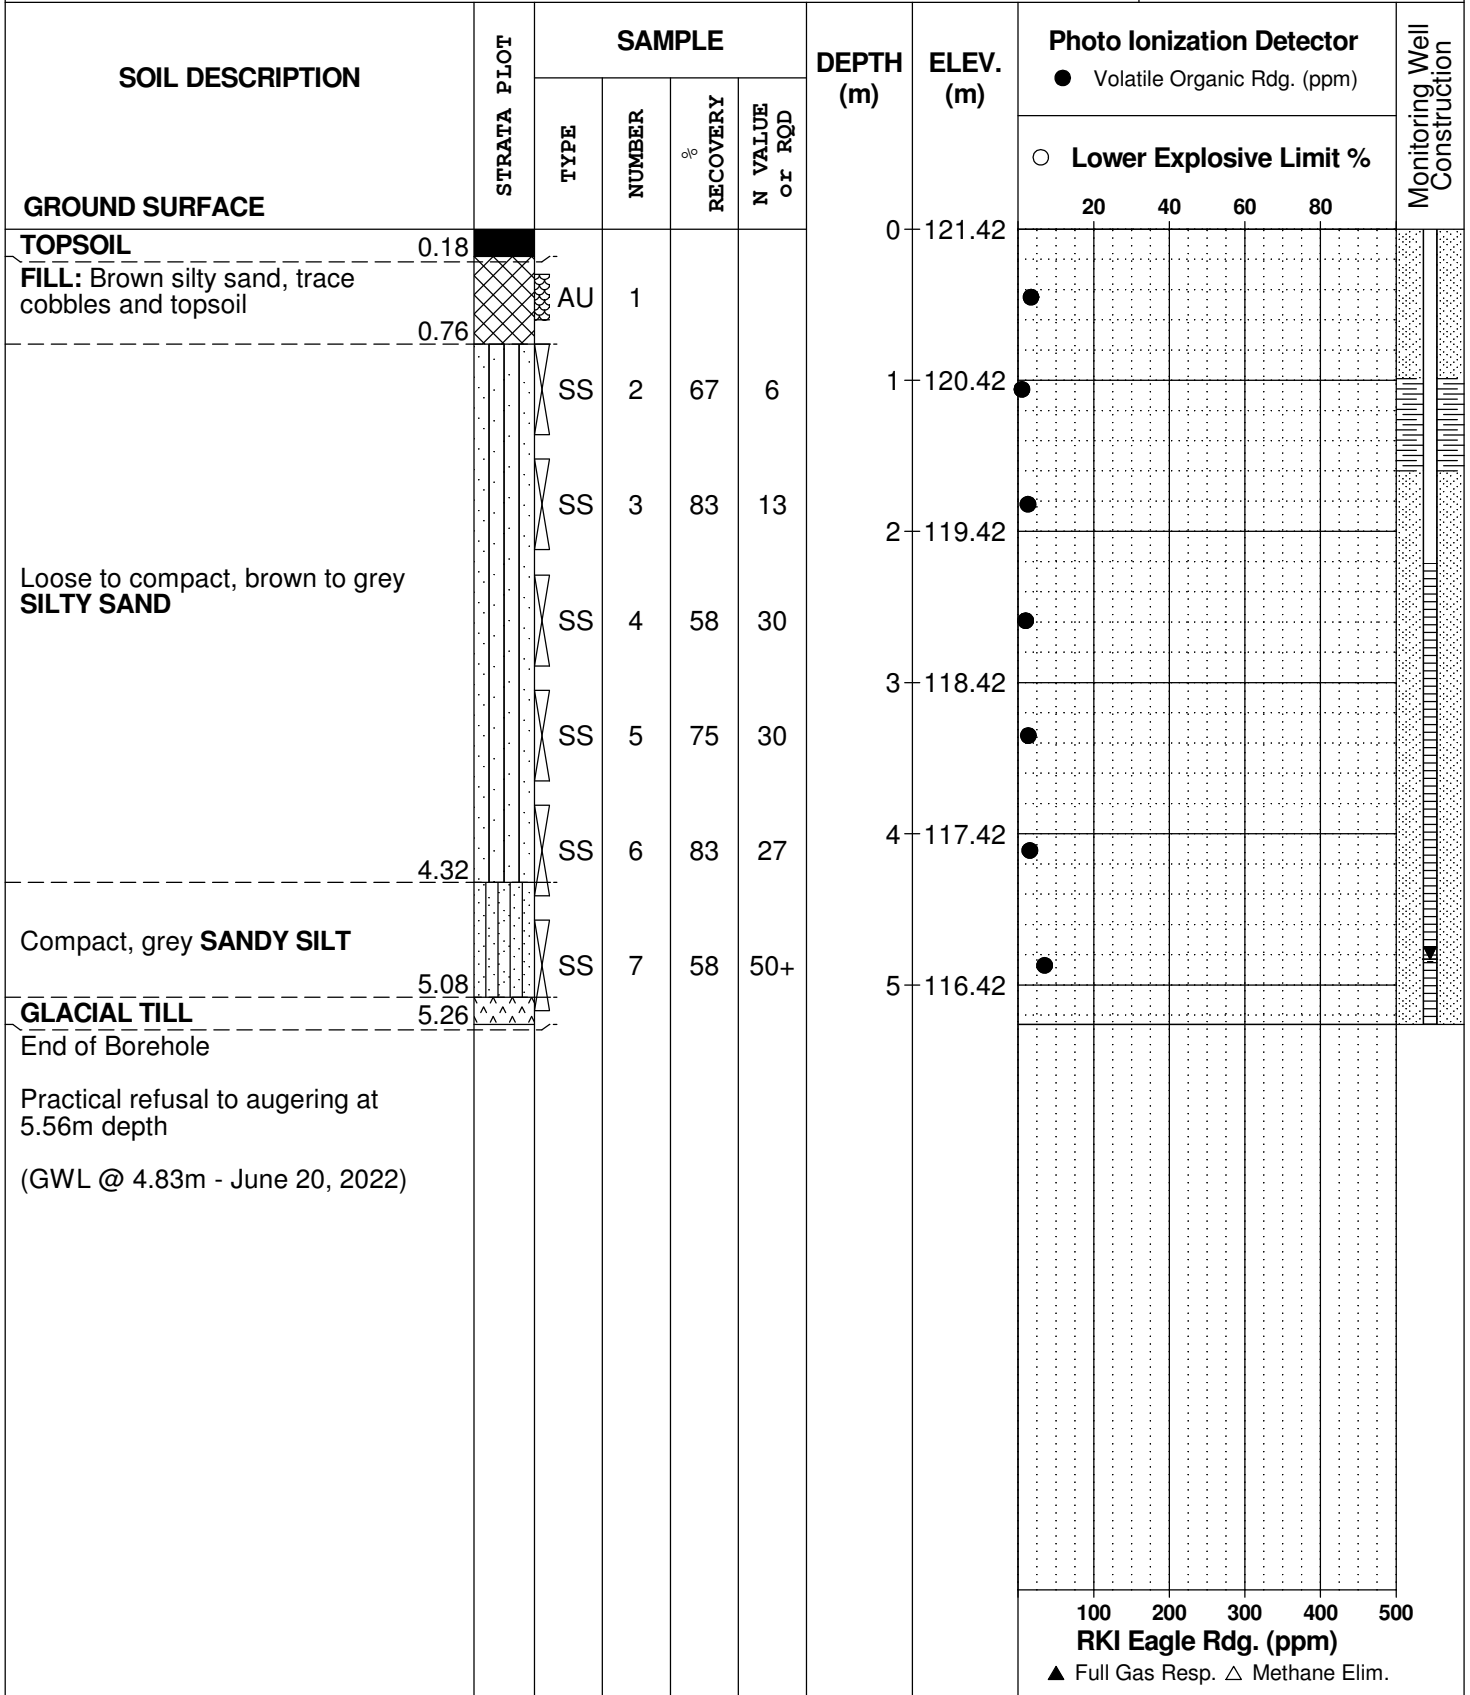 SOIL DESCRIPTION
GROUND SURFACE
STRATA PLOT
SAMPLE
TYPE
NUMBER
% RECOVERY
N VALUE
or RQD
DEPTH
(m)
ELEV.
(m)
Photo Ionization Detector
● Volatile Organic Rdg. (ppm)
○ Lower Explosive Limit %
20 40 60 80
Monitoring Well
Construction
0 121.42
TOPSOIL 0.18
FILL: Brown silty sand, trace
cobbles and topsoil
0.76
AU 1
1 120.42
SS 2 67 6
SS 3 83 13
2 119.42
Loose to compact, brown to grey
SILTY SAND
SS 4 58 30
3 118.42
SS 5 75 30
4 117.42
SS 6 83 27
4.32
Compact, grey SANDY SILT
SS 7 58 50+
5.08
5 116.42
GLACIAL TILL 5.26
End of Borehole
Practical refusal to augering at
5.56m depth
(GWL @ 4.83m - June 20, 2022)
100 200 300 400 500
RKI Eagle Rdg. (ppm)
▲ Full Gas Resp. △ Methane Elim.